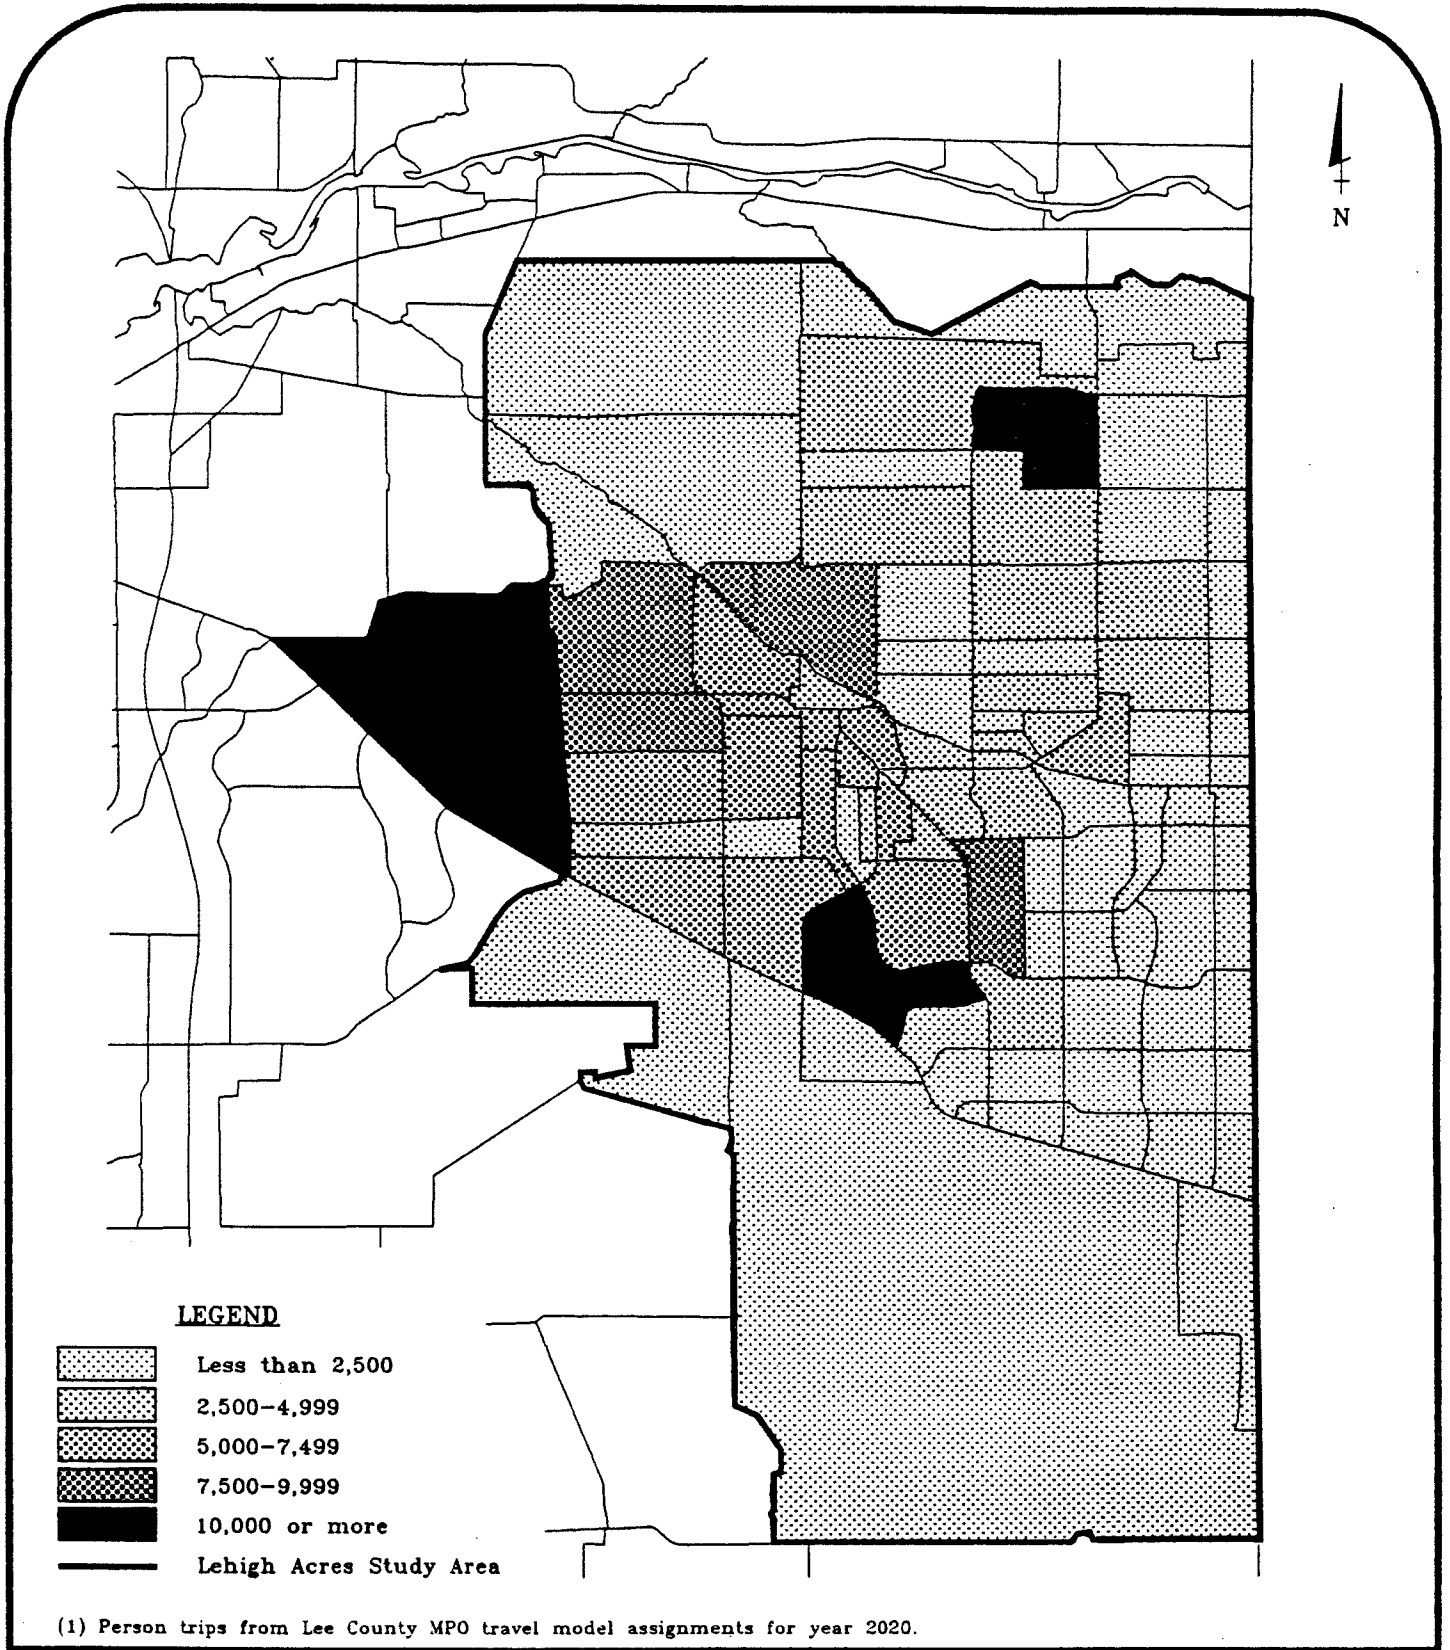 N
LEGEND
Less than 2,500
2,500-4,999
5,000-7,499
7,500-9,999
10,000 or more
Lehigh Acres Study Area
(1) Person trips from Lee County MPO travel model assignments for year 2020.